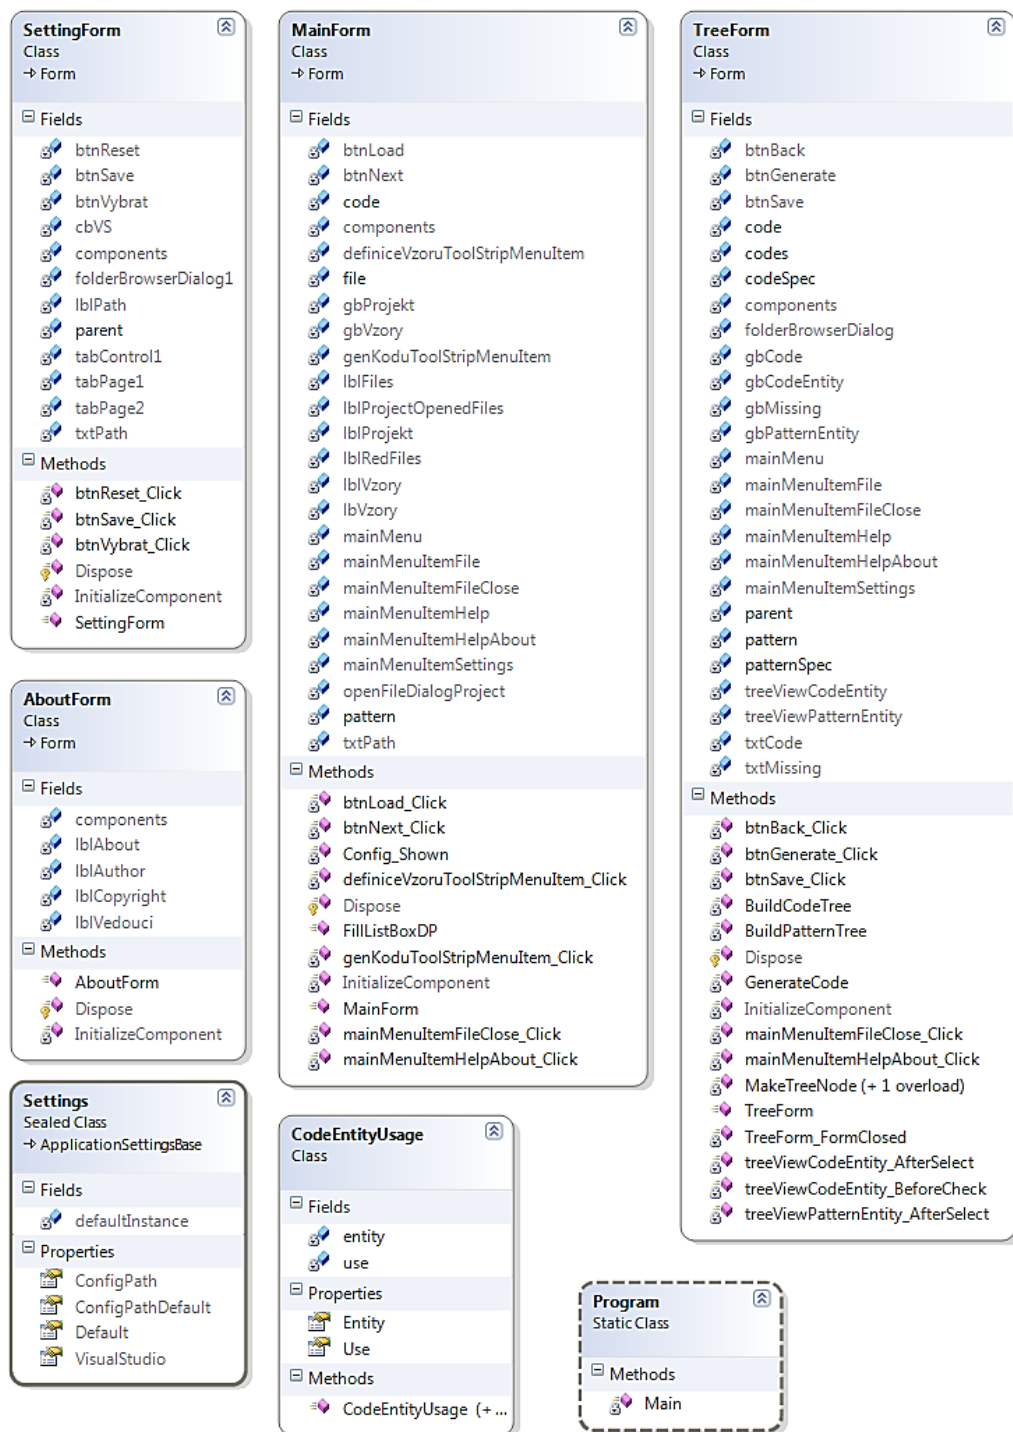 SettingForm
Class
Form
Fields
btnReset
btnSave
btnVybrat
cbVS
components
folderBrowserDialog1
lblPath
parent
tabControl1
tabPage1
tabPage2
txtPath
Methods
btnReset_Click
btnSave_Click
btnVybrat_Click
Dispose
InitializeComponent
SettingForm
AboutForm
Class
Form
Fields
components
lblAbout
lblAuthor
lblCopyright
lblVedouci
Methods
AboutForm
Dispose
InitializeComponent
Settings
Sealed Class
ApplicationSettingsBase
Fields
defaultInstance
Properties
ConfigPath
ConfigPathDefault
Default
VisualStudio
MainForm
Class
Form
Fields
btnLoad
btnNext
code
components
definiceVzoruToolStripMenuItem
file
gbProjekt
gbVzory
genKoduToolStripMenuItem
lblFiles
lblProjectOpenedFiles
lblProjekt
lblRedFiles
lblVzory
lbVzory
mainMenu
mainMenuItemFile
mainMenuItemFileClose
mainMenuItemHelp
mainMenuItemHelpAbout
mainMenuItemSettings
openFileDialogProject
pattern
txtPath
Methods
btnLoad_Click
btnNext_Click
Config_Shown
definiceVzoruToolStripMenuItem_Click
Dispose
FillListBoxDP
genKoduToolStripMenuItem_Click
InitializeComponent
MainForm
mainMenuItemFileClose_Click
mainMenuItemHelpAbout_Click
CodeEntityUsage
Class
Fields
entity
use
Properties
Entity
Use
Methods
CodeEntityUsage (+ ...
TreeForm
Class
Form
Fields
btnBack
btnGenerate
btnSave
code
codes
codeSpec
components
folderBrowserDialog
gbCode
gbCodeEntity
gbMissing
gbPatternEntity
mainMenu
mainMenuItemFile
mainMenuItemFileClose
mainMenuItemHelp
mainMenuItemHelpAbout
mainMenuItemSettings
parent
pattern
patternSpec
treeViewCodeEntity
treeViewPatternEntity
txtCode
txtMissing
Methods
btnBack_Click
btnGenerate_Click
btnSave_Click
BuildCodeTree
BuildPatternTree
Dispose
GenerateCode
InitializeComponent
mainMenuItemFileClose_Click
mainMenuItemHelpAbout_Click
MakeTreeNode (+ 1 overload)
TreeForm
TreeForm_FormClosed
treeViewCodeEntity_AfterSelect
treeViewCodeEntity_BeforeCheck
treeViewPatternEntity_AfterSelect
Program
Static Class
Methods
Main